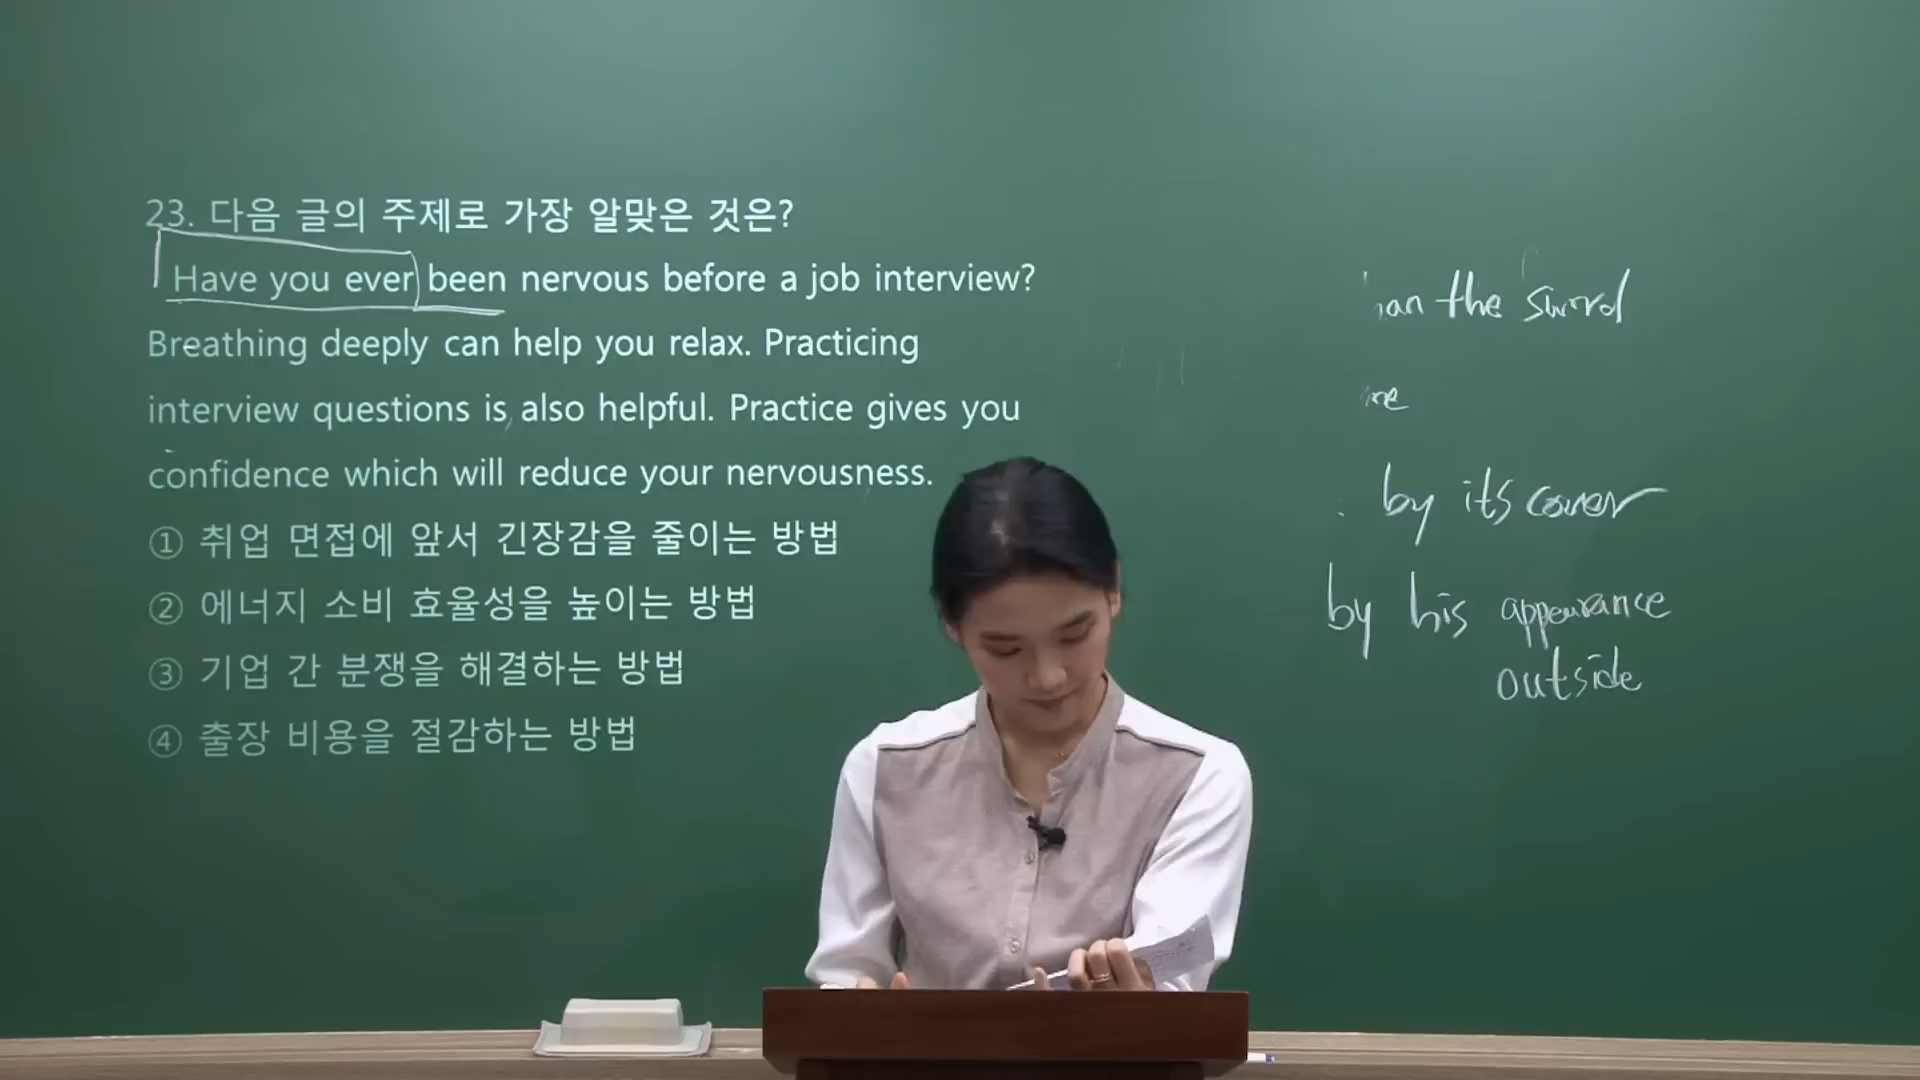 23. 다음 글의 주제로 가장 알맞은 것은?
Have you ever been nervous before a job interview?
Breathing deeply can help you relax. Practicing
interview questions is also helpful. Practice gives you
confidence which will reduce your nervousness.
① 취업 면접에 앞서 긴장감을 줄이는 방법
② 에너지 소비 효율성을 높이는 방법
③ 기업 간 분쟁을 해결하는 방법
④ 출장 비용을 절감하는 방법
the sword
by its cover
by his appearance
outside